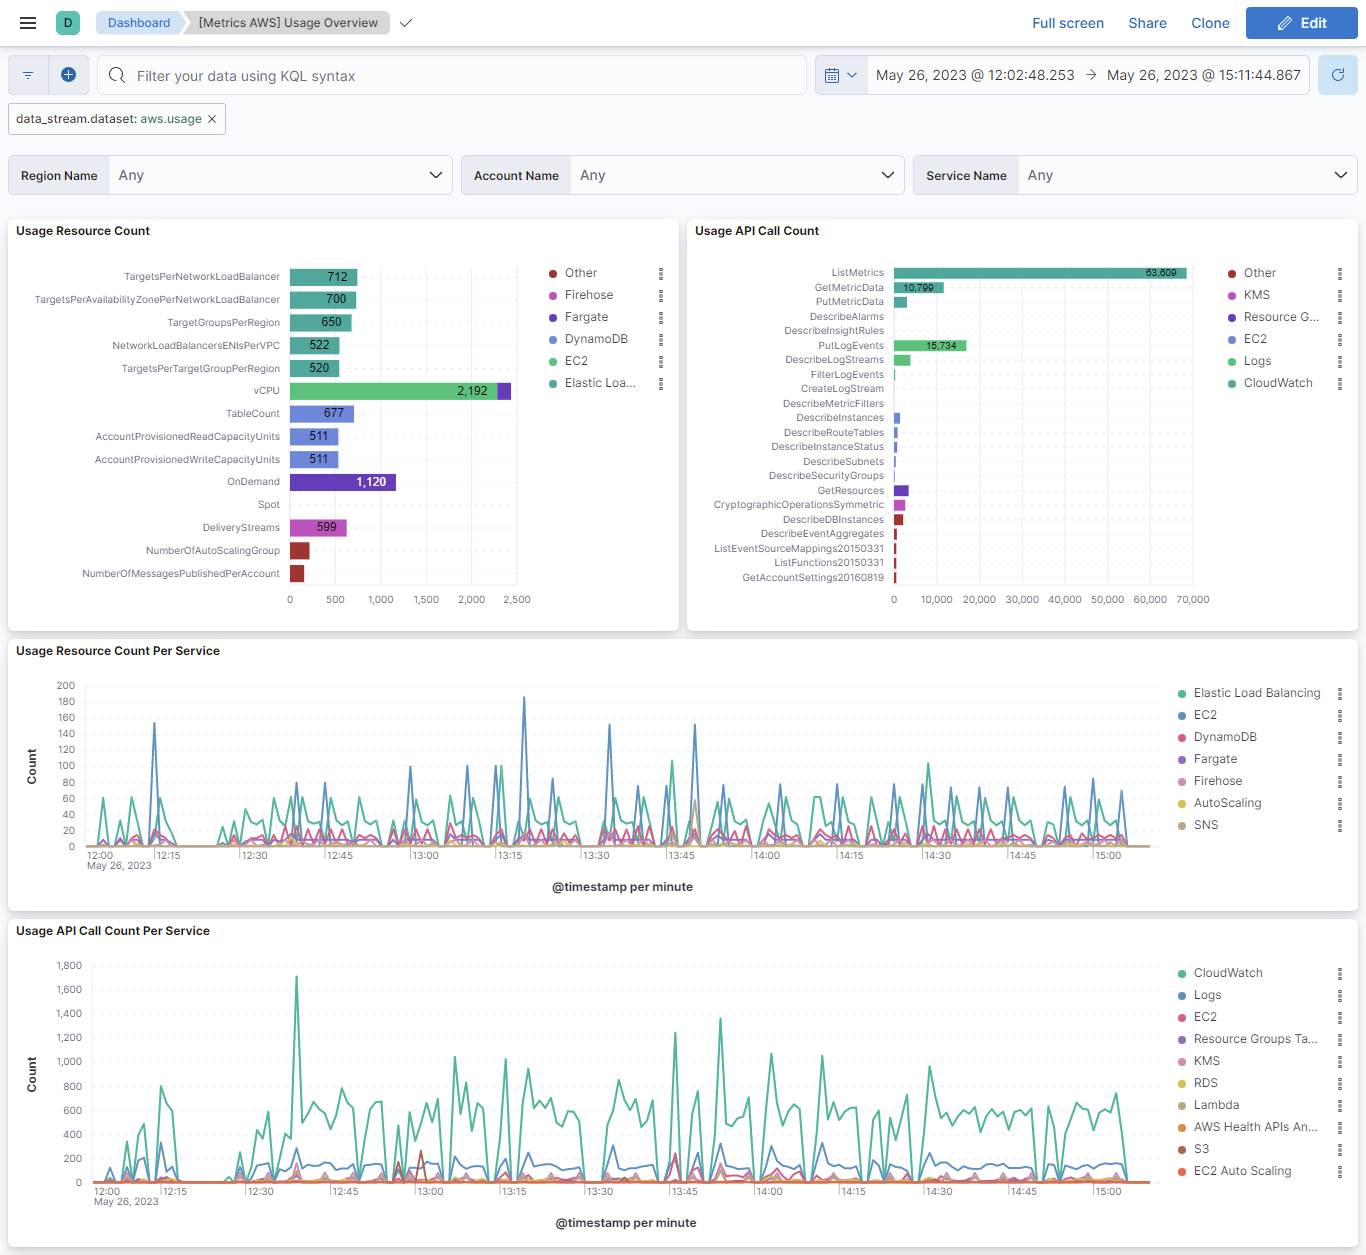 D Dashboard [Metrics AWS] Usage Overview Full screen Share Clone Edit
Filter your data using KQL syntax May 26, 2023 @ 12:02:48.253 → May 26, 2023 @ 15:11:44.867
data_stream.dataset: aws.usage ×
Region Name Any Account Name Any Service Name Any
Usage Resource Count
TargetsPerNetworkLoadBalancer 712
TargetsPerAvailabilityZonePerNetworkLoadBalancer 700
TargetGroupsPerRegion 650
NetworkLoadBalancersENIsPerVPC 522
TargetsPerTargetGroupPerRegion 520
vCPU 2,192
TableCount 677
AccountProvisionedReadCapacityUnits 511
AccountProvisionedWriteCapacityUnits 511
OnDemand 1,120
Spot
DeliveryStreams 599
NumberOfAutoScalingGroup
NumberOfMessagesPublishedPerAccount
0 500 1,000 1,500 2,000 2,500
Other
Firehose
Fargate
DynamoDB
EC2
Elastic Loa...
Usage API Call Count
ListMetrics 63,609
GetMetricData 10,799
PutMetricData
DescribeAlarms
DescribeInsightRules
PutLogEvents 15,734
DescribeLogStreams
FilterLogEvents
CreateLogStream
DescribeMetricFilters
DescribeInstances
DescribeRouteTables
DescribeInstanceStatus
DescribeSubnets
DescribeSecurityGroups
GetResources
CryptographicOperationsSymmetric
DescribeDBInstances
DescribeEventAggregates
ListEventSourceMappings20150331
ListFunctions20150331
GetAccountSettings20160819
0 10,000 20,000 30,000 40,000 50,000 60,000 70,000
Other
KMS
Resource G...
EC2
Logs
CloudWatch
Usage Resource Count Per Service
Count
200
180
160
140
120
100
80
60
40
20
0
12:00 12:15 12:30 12:45 13:00 13:15 13:30 13:45 14:00 14:15 14:30 14:45 15:00
May 26, 2023
@timestamp per minute
Elastic Load Balancing
EC2
DynamoDB
Fargate
Firehose
AutoScaling
SNS
Usage API Call Count Per Service
Count
1,800
1,600
1,400
1,200
1,000
800
600
400
200
0
12:00 12:15 12:30 12:45 13:00 13:15 13:30 13:45 14:00 14:15 14:30 14:45 15:00
May 26, 2023
@timestamp per minute
CloudWatch
Logs
EC2
Resource Groups Ta...
KMS
RDS
Lambda
AWS Health APIs An...
S3
EC2 Auto Scaling